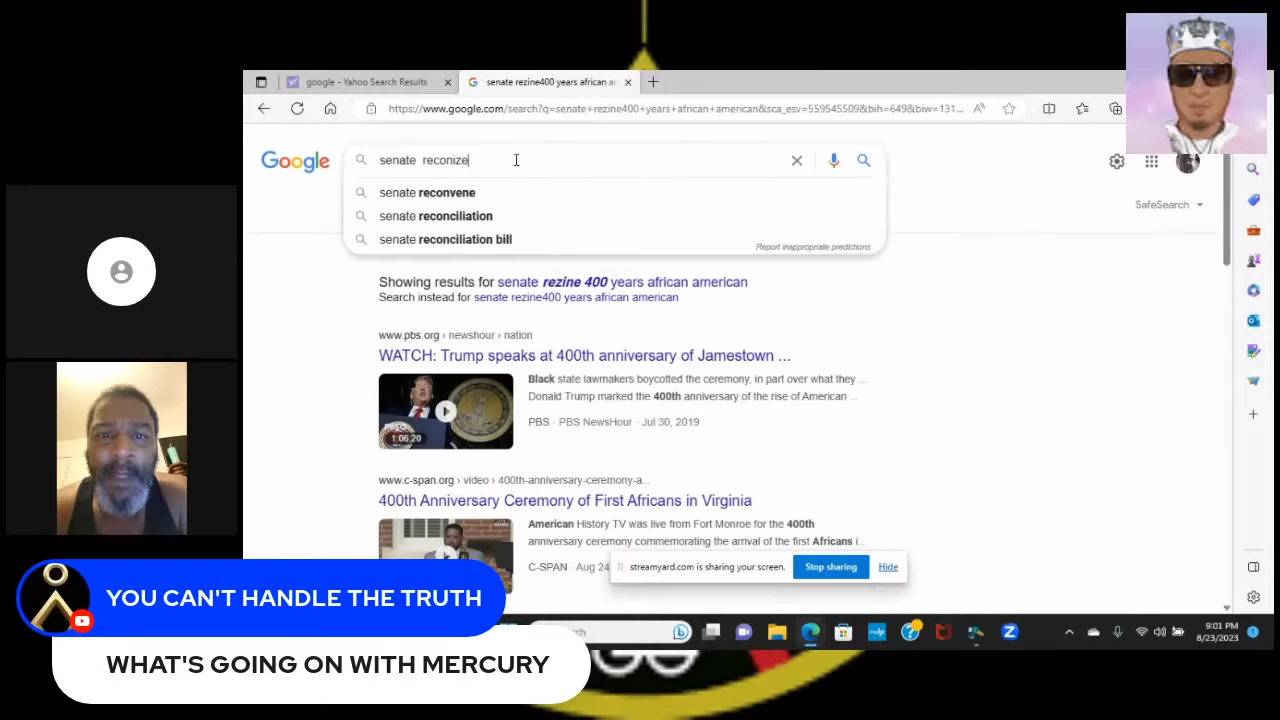 google - Yahoo Search Results
senate rezine400 years african ar
https://www.google.com/search?q=senate+rezine400+years+african+american&sca_esv=559545509&bih=649&biw=131...
Google
senate  reconize
senate reconvene
senate reconciliation
senate reconciliation bill
Report inappropriate predictions
SafeSearch
Showing results for senate rezine 400 years african american
Search instead for senate rezine400 years african american
www.pbs.org › newshour › nation
WATCH: Trump speaks at 400th anniversary of Jamestown ...
1:06:20
Black state lawmakers boycotted the ceremony, in part over what they ...
Donald Trump marked the 400th anniversary of the rise of American ...
PBS · PBS NewsHour · Jul 30, 2019
www.c-span.org › video › 400th-anniversary-ceremony-a...
400th Anniversary Ceremony of First Africans in Virginia
American History TV was live from Fort Monroe for the 400th
anniversary ceremony commemorating the arrival of the first Africans i...
C-SPAN · Aug 24
streamyard.com is sharing your screen.
Stop sharing
Hide
9:01 PM
8/23/2023
YOU CAN'T HANDLE THE TRUTH
WHAT'S GOING ON WITH MERCURY